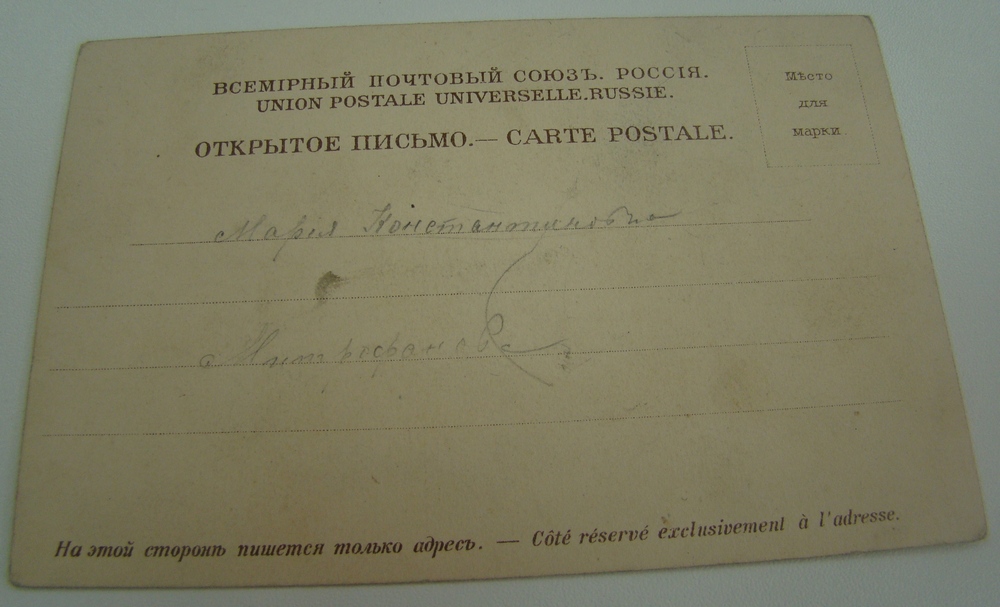 ВСЕМІРНЫЙ ПОЧТОВЫЙ СОЮЗЪ. РОССІЯ.
UNION POSTALE UNIVERSELLE. RUSSIE.
ОТКРЫТОЕ ПИСЬМО.— CARTE POSTALE.
Мѣсто
для
марки
Марія Константиновна
Митрофанова
На этой сторонѣ пишется только адресъ. — Côté réservé exclusivement à l'adresse.